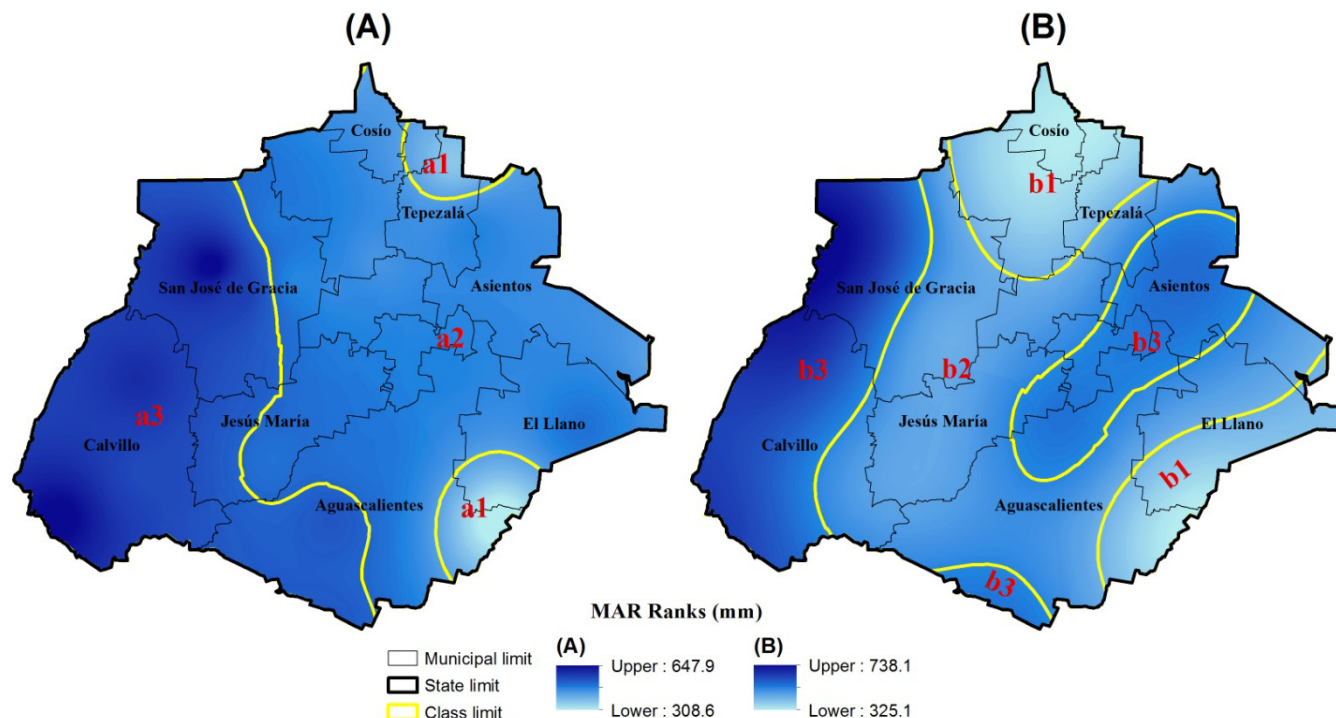 (A)
Cosío
a1
Tepezalá
San José de Gracia
Asientos
a2
a3
Jesús María
El Llano
Calvillo
Aguascalientes
a1
(B)
Cosío
b1
Tepezalá
San José de Gracia
Asientos
b3
b3
b2
Jesús María
El Llano
Calvillo
b1
Aguascalientes
b3
MAR Ranks (mm)
Municipal limit
State limit
Class limit
(A)
Upper : 647.9
Lower : 308.6
(B)
Upper : 738.1
Lower : 325.1